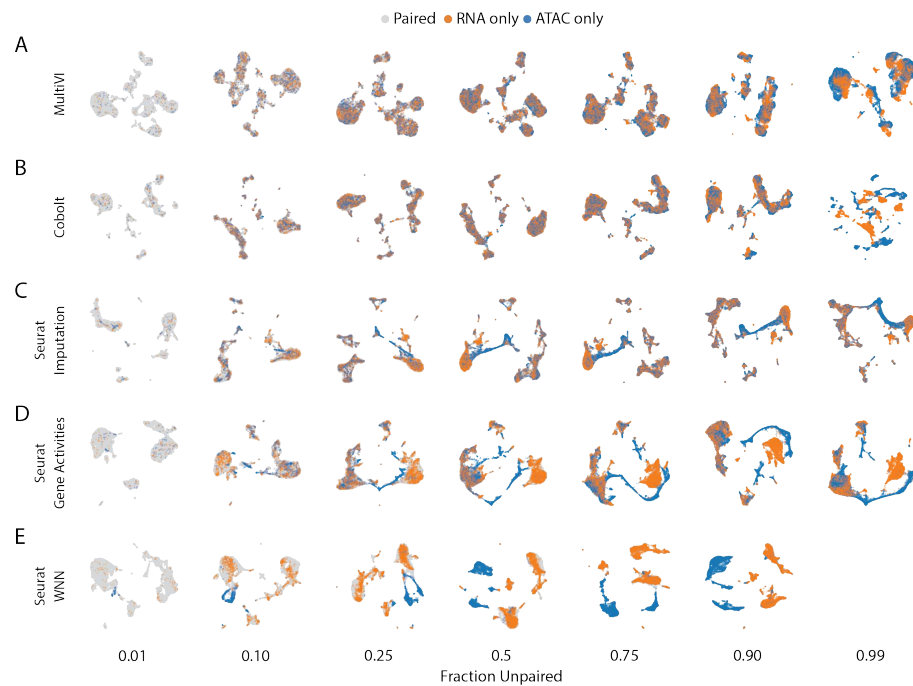 Paired RNA only ATAC only
A
MultiVI
B
Cobolt
C
Seurat
Imputation
D
Seurat
Gene Activities
E
Seurat
WNN
0.01 0.10 0.25 0.5 0.75 0.90 0.99
Fraction Unpaired